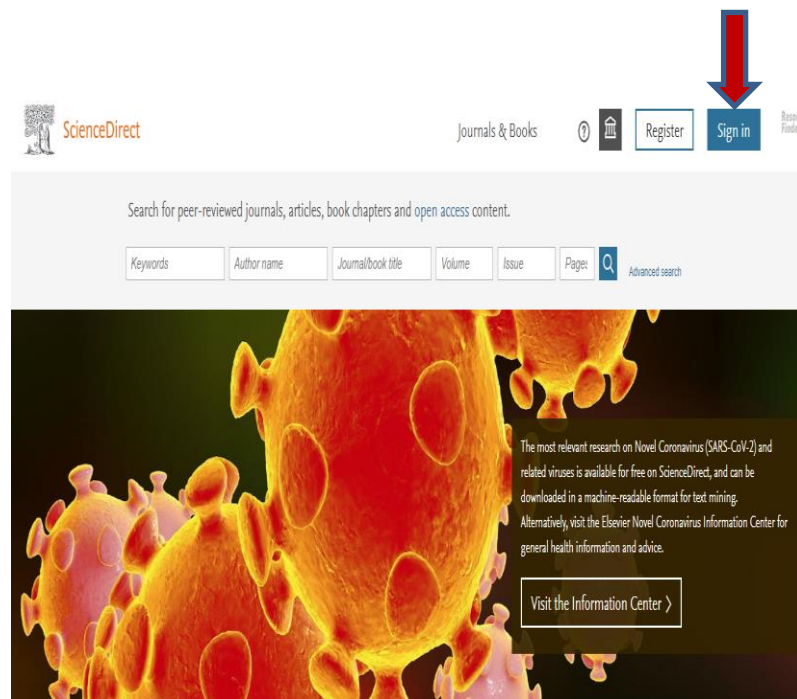 ScienceDirect
Journals & Books
?
Register
Sign in
Search for peer-reviewed journals, articles, book chapters and open access content.
Keywords
Author name
Journal/book title
Volume
Issue
Advanced search
The most relevant research on Novel Coronavirus (SARS-CoV-2) and
related viruses is available for free on ScienceDirect, and can be
downloaded in a machine-readable format for text mining.
Alternatively, visit the Elsevier Novel Coronavirus Information Center for
general health information and advice.
Visit the Information Center >